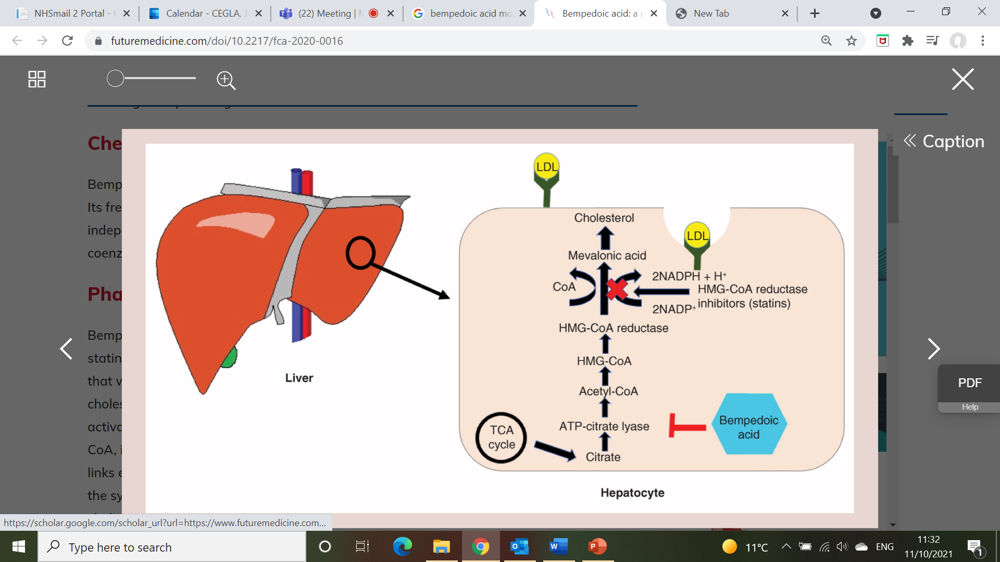 NHSmail 2 Portal -
Calendar - CEGLA,
(22) Meeting |
bempedoic acid mo
Bempedoic acid: a
New Tab
futuremedicine.com/doi/10.2217/fca-2020-0016
Caption
Che
Bemp
Its fre
indep
coenz
Pha
Bemp
statin
that
choles
activa
CoA,
links
the sy
Liver
LDL
Cholesterol
LDL
Mevalonic acid
2NADPH + H⁺
CoA
HMG-CoA reductase
inhibitors (statins)
2NADP⁺
HMG-CoA reductase
HMG-CoA
Acetyl-CoA
ATP-citrate lyase
Bempedoic
acid
TCA
cycle
Citrate
Hepatocyte
PDF
Help
https://scholar.google.com/scholar_url?url=https://www.futuremedicine.com...
Type here to search
11°C
ENG
11:32
11/10/2021
1